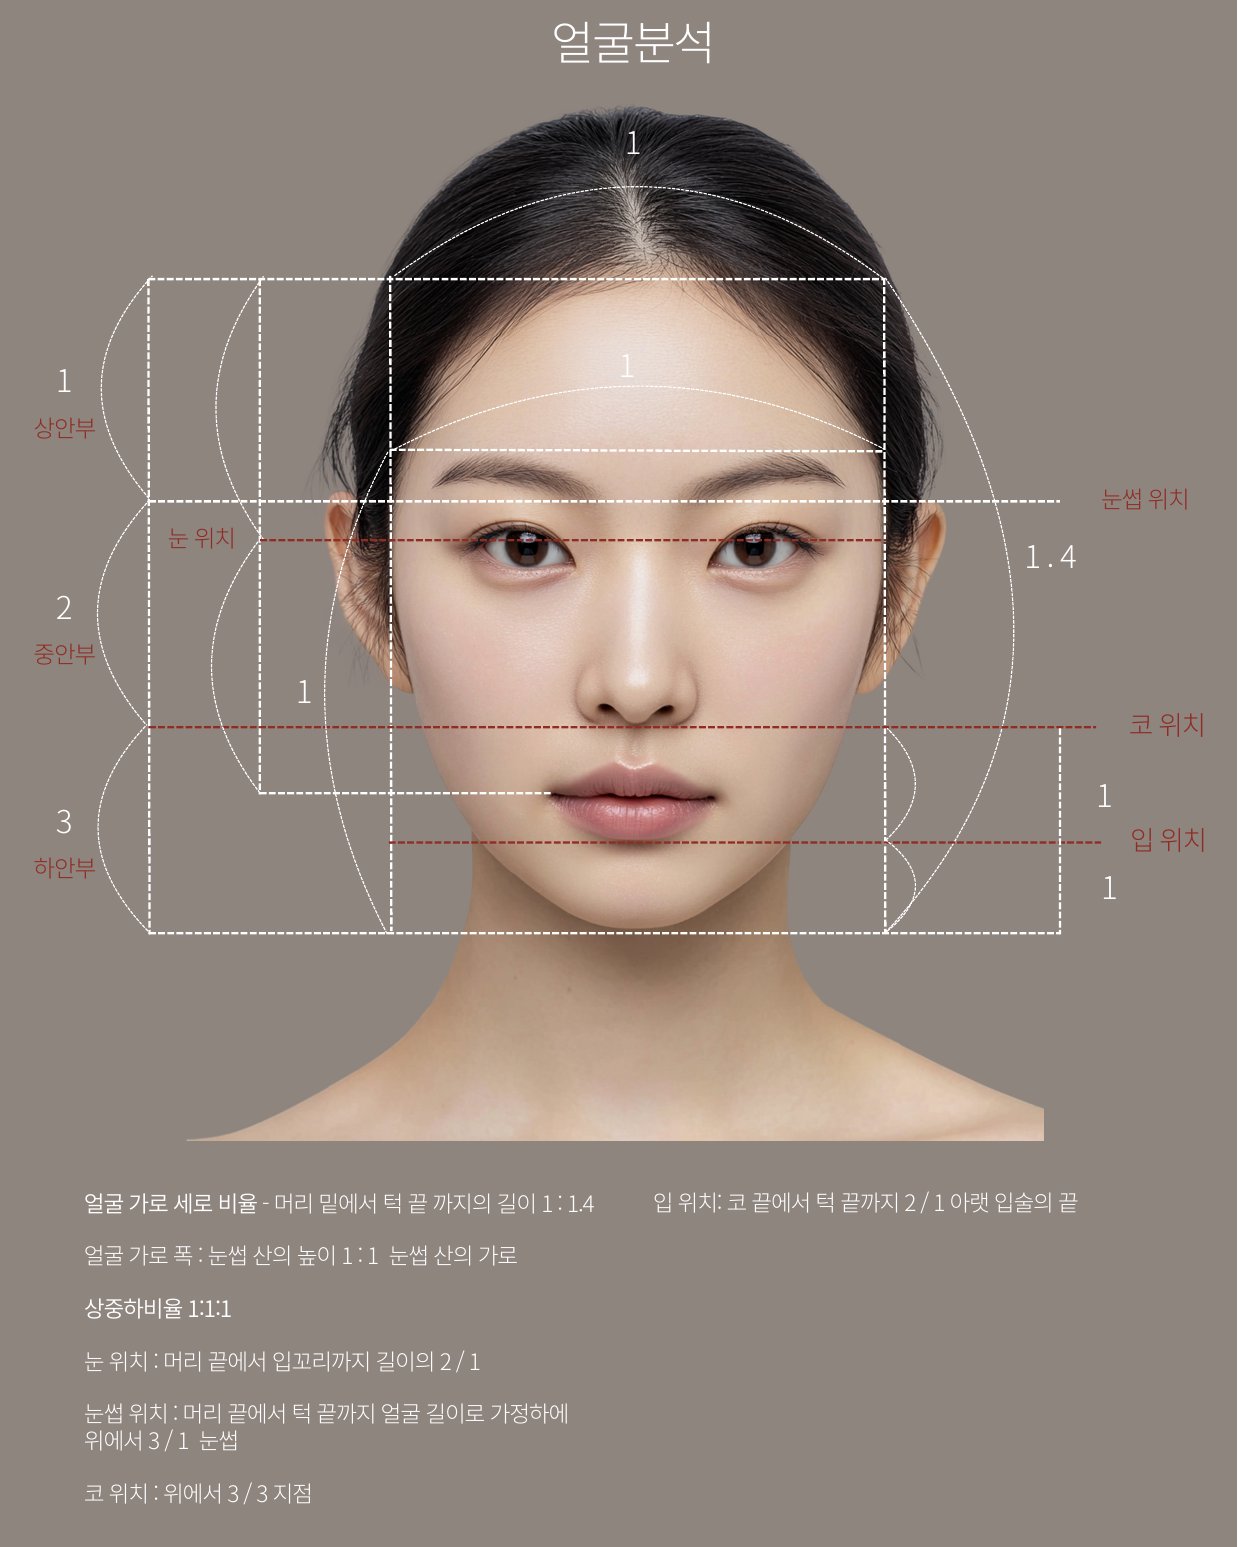 얼굴분석
1
1
1
상안부
눈썹 위치
눈 위치
1.4
2
중안부
1
코 위치
1
3
입 위치
하안부
1
얼굴 가로 세로 비율 - 머리 밑에서 턱 끝 까지의 길이 1 : 1.4
얼굴 가로 폭 : 눈썹 산의 높이 1 : 1 눈썹 산의 가로
상중하비율 1:1:1
눈 위치 : 머리 끝에서 입꼬리까지 길이의 2 / 1
눈썹 위치 : 머리 끝에서 턱 끝까지 얼굴 길이로 가정하에
위에서 3 / 1 눈썹
코 위치 : 위에서 3 / 3 지점
입 위치: 코 끝에서 턱 끝까지 2 / 1 아랫 입술의 끝